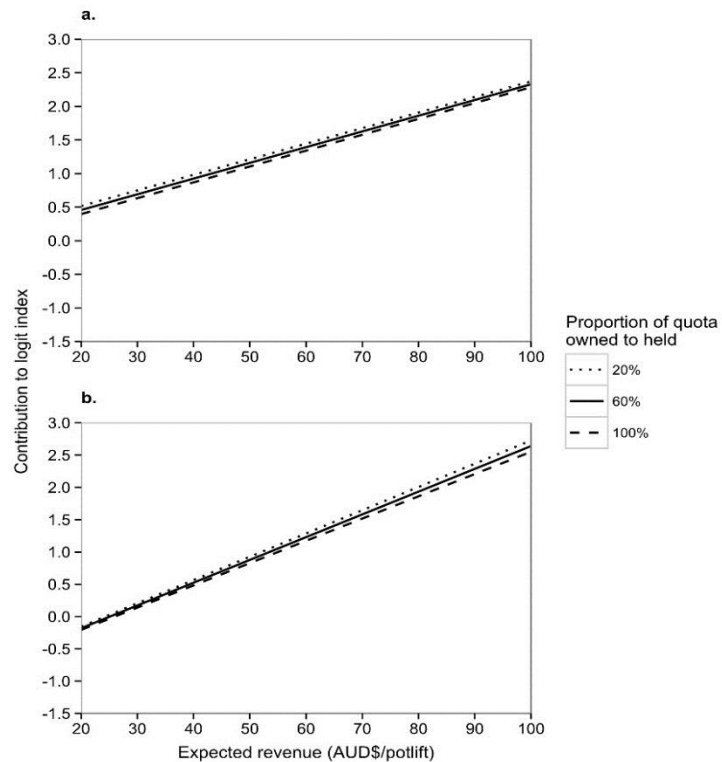 a.
3.0
2.5
2.0
1.5
1.0
0.5
0.0
-0.5
-1.0
-1.5
20 30 40 50 60 70 80 90 100
Contribution to logit index
b.
3.0
2.5
2.0
1.5
1.0
0.5
0.0
-0.5
-1.0
-1.5
20 30 40 50 60 70 80 90 100
Expected revenue (AUD$/potlift)
Proportion of quota
owned to held
20%
60%
100%